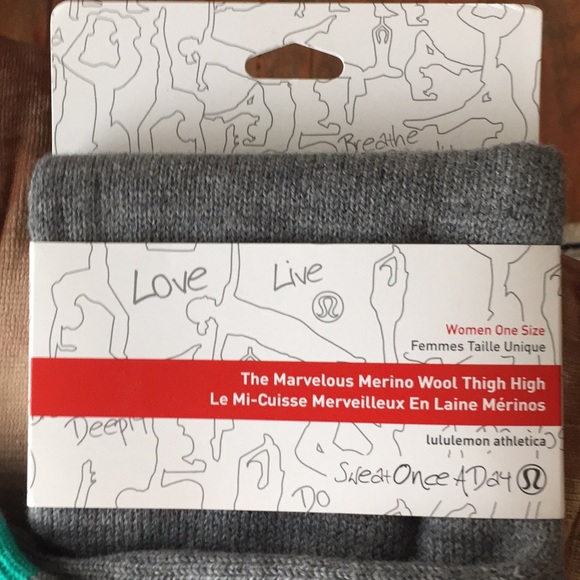 Breathe
Love
Live
Women One Size
Femmes Taille Unique
The Marvelous Merino Wool Thigh High
Le Mi-Cuisse Merveilleux En Laine Mérinos
Deeply
lululemon athletica
Sweat Once A Day
Do